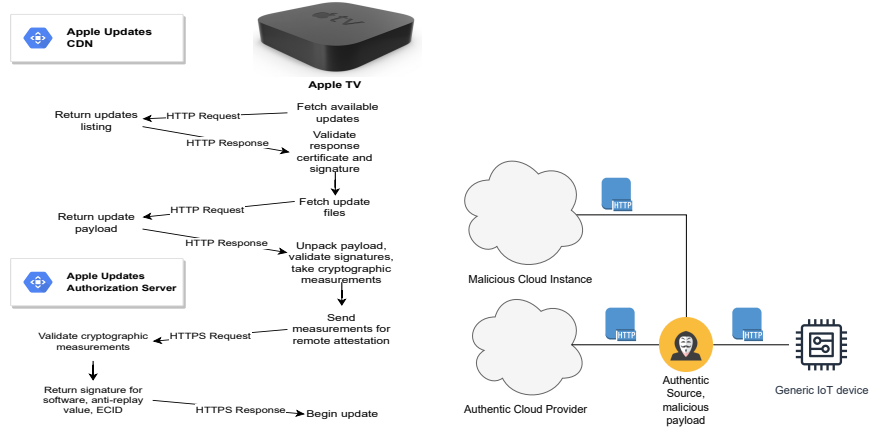 Apple Updates
CDN
tv
Apple TV
Fetch available
updates
HTTP Request
Return updates
listing
HTTP Response
Validate
response
certificate and
signature
Fetch update
files
HTTP Request
Return update
payload
HTTP Response
Unpack payload,
validate signatures,
take cryptographic
measurements
Apple Updates
Authorization Server
Send
measurements for
remote attestation
HTTPS Request
Validate cryptographic
measurements
Return signature for
software, anti-replay
value, ECID
HTTPS Response
Begin update
HTTP
Malicious Cloud Instance
HTTP
HTTP
Authentic Cloud Provider
Authentic
Source,
malicious
payload
Generic IoT device